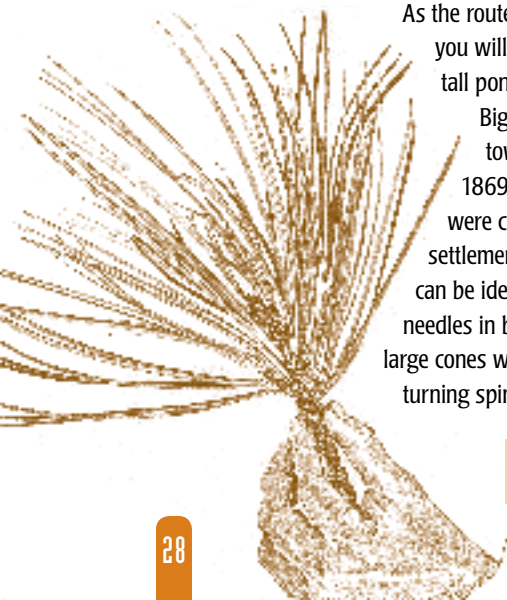 As the route
you will
tall pon
Big
tow
1869
were c
settlemen
can be ide
needles in b
large cones w
turning spin
28